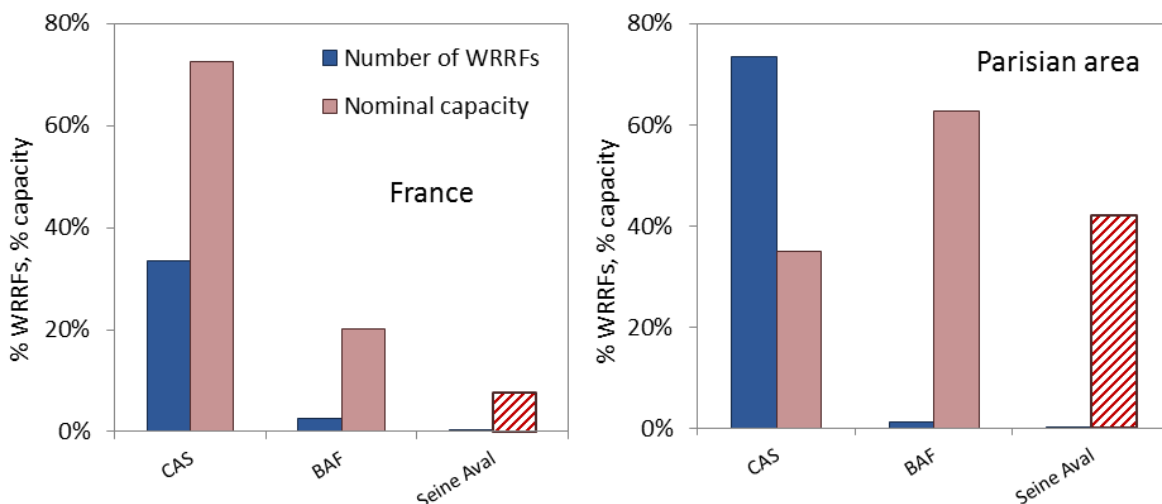 80%
60%
40%
20%
0%
% WRRFs, % capacity
Number of WRRFs
Nominal capacity
France
CAS
BAF
Seine Aval
80%
60%
40%
20%
0%
% WRRFs, % capacity
Parisian area
CAS
BAF
Seine Aval